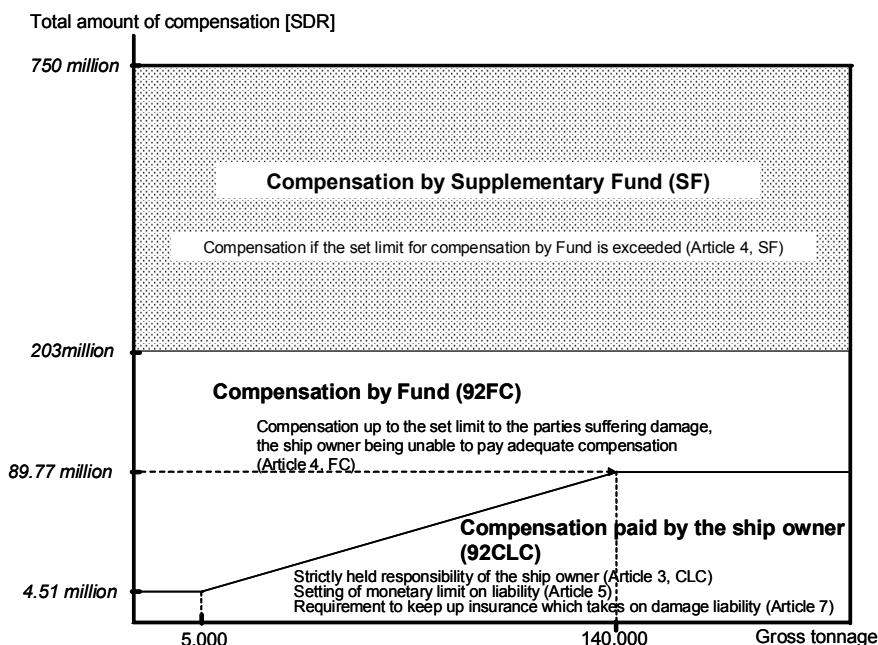 Total amount of compensation [SDR]
750 million
Compensation by Supplementary Fund (SF)
Compensation if the set limit for compensation by Fund is exceeded (Article 4, SF)
203million
Compensation by Fund (92FC)
Compensation up to the set limit to the parties suffering damage,
the ship owner being unable to pay adequate compensation
(Article 4, FC)
89.77 million
Compensation paid by the ship owner
(92CLC)
Strictly held responsibility of the ship owner (Article 3, CLC)
Setting of monetary limit on liability (Article 5)
4.51 million
Requirement to keep up insurance which takes on damage liability (Article 7)
5,000
140,000
Gross tonnage